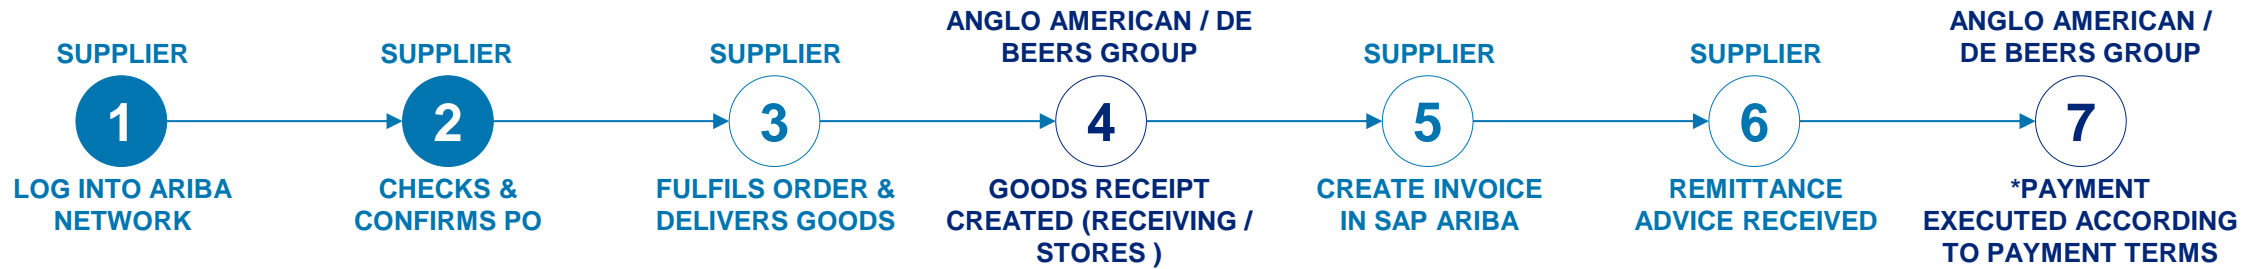 SUPPLIER
1
LOG INTO ARIBA
NETWORK
SUPPLIER
2
CHECKS &
CONFIRMS PO
SUPPLIER
3
FULFILS ORDER &
DELIVERS GOODS
ANGLO AMERICAN / DE
BEERS GROUP
4
GOODS RECEIPT
CREATED (RECEIVING /
STORES )
SUPPLIER
5
CREATE INVOICE
IN SAP ARIBA
SUPPLIER
6
REMITTANCE
ADVICE RECEIVED
ANGLO AMERICAN /
DE BEERS GROUP
7
*PAYMENT
EXECUTED ACCORDING
TO PAYMENT TERMS